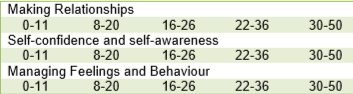 Making Relationships
0-11 8-20 16-26 22-36 30-50
Self-confidence and self-awareness
0-11 8-20 16-26 22-36 30-50
Managing Feelings and Behaviour
0-11 8-20 16-26 22-36 30-50